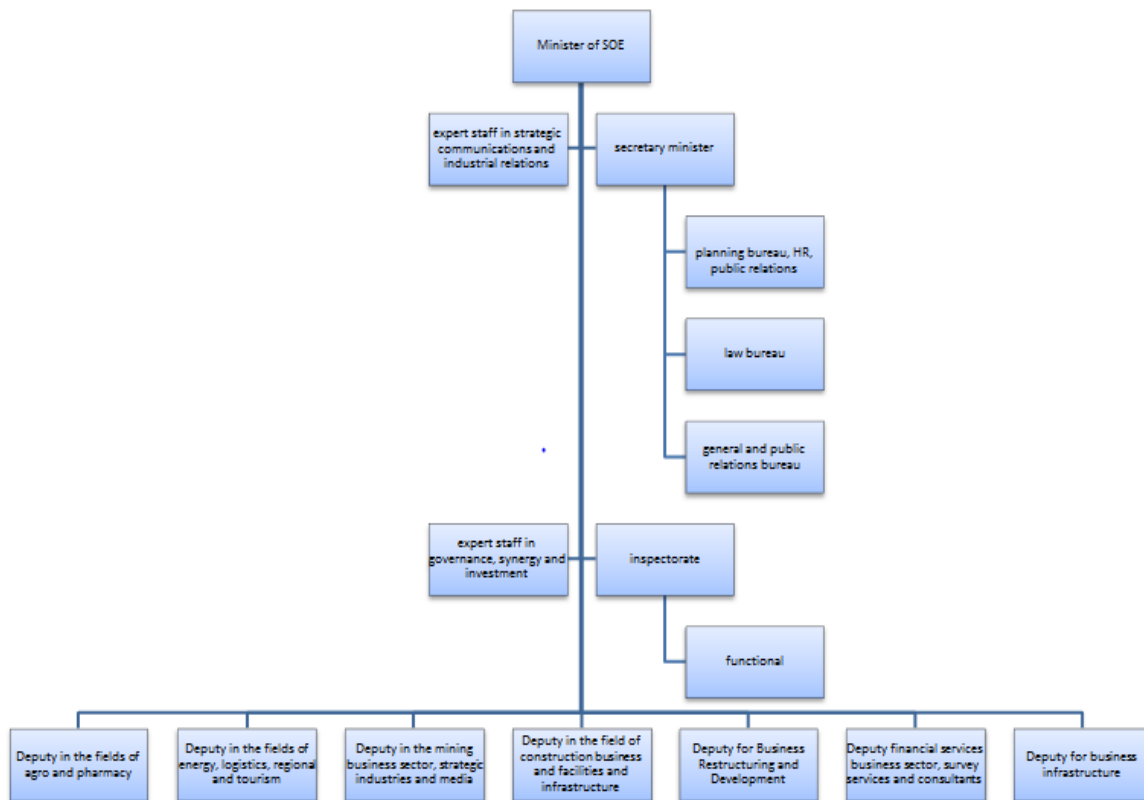 Minister of SOE
expert staff in strategic
communications and
industrial relations
secretary minister
planning bureau, HR,
public relations
law bureau
general and public
relations bureau
expert staff in
governance, synergy and
investment
inspectorate
functional
Deputy in the fields of
agro and pharmacy
Deputy in the fields of
energy, logistics, regional
and tourism
Deputy in the mining
business sector, strategic
industries and media
Deputy in the field of
construction business
and facilities and
infrastructure
Deputy for Business
Restructuring and
Development
Deputy financial services
business sector, survey
services and consultants
Deputy for business
infrastructure